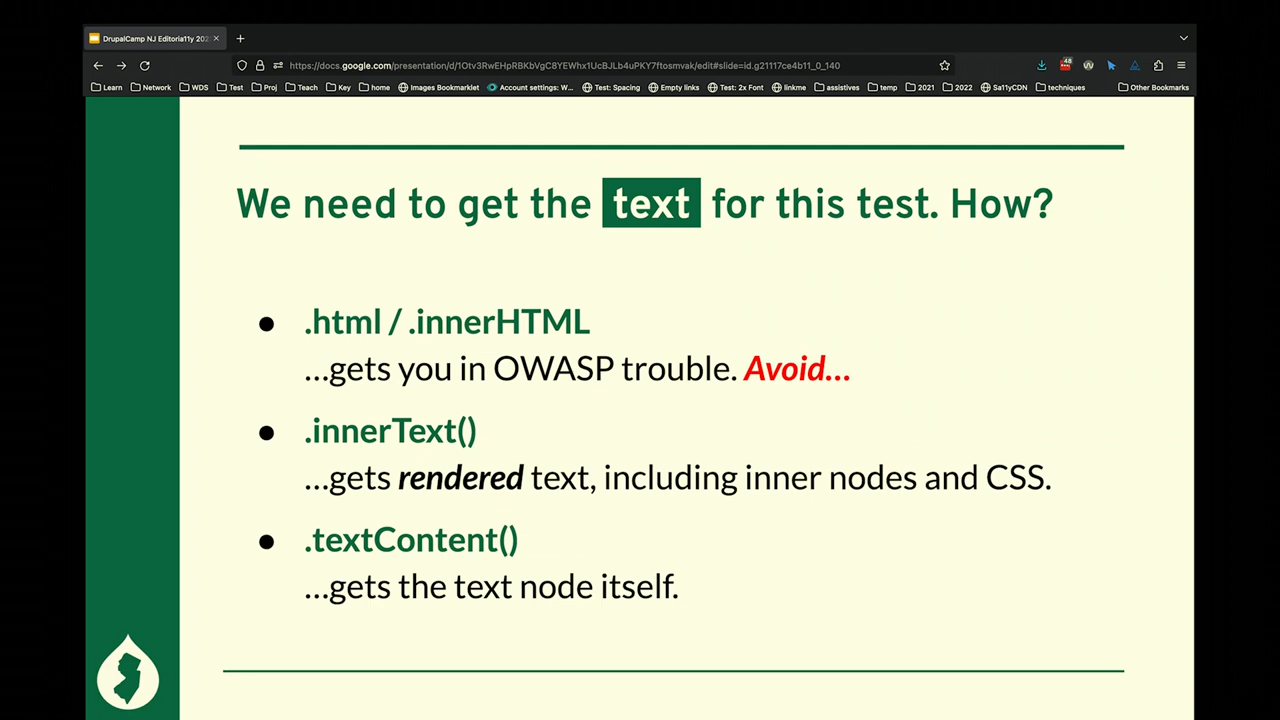 DrupalCamp NJ Editoria11y 202
https://docs.google.com/presentation/d/1Otv3RwEHpRBKbVgC8YEWhx1UcBJLb4uPKY7ftosmvak/edit#slide=id.g21117ce4b11_0_140
48
Learn Network WDS Test Proj Teach Key home Images Bookmarklet Account settings: W... Test: Spacing Empty links Test: 2x Font linkme assistives temp 2021 2022 Sa11yCDN techniques Other Bookmarks
We need to get the text for this test. How?
● .html / .innerHTML
...gets you in OWASP trouble. Avoid...
● .innerText()
...gets rendered text, including inner nodes and CSS.
● .textContent()
...gets the text node itself.